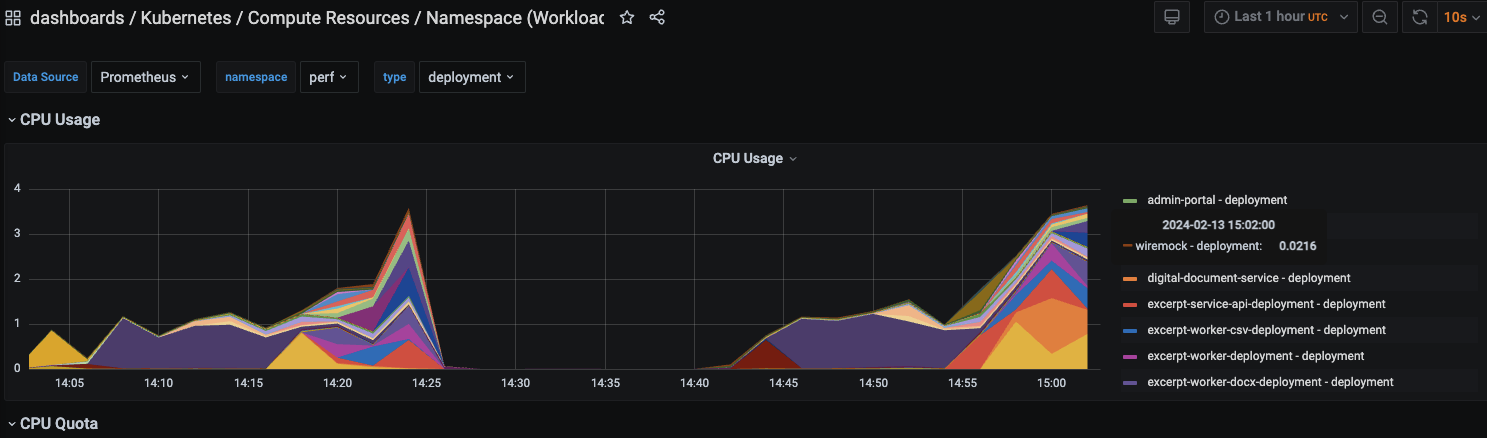 dashboards / Kubernetes / Compute Resources / Namespace (Workload
Last 1 hour UTC
10s
Data Source Prometheus namespace perf type deployment
CPU Usage
CPU Usage
4
3
2
1
0
14:05 14:10 14:15 14:20 14:25 14:30 14:35 14:40 14:45 14:50 14:55 15:00
admin-portal - deployment
2024-02-13 15:02:00
wiremock - deployment: 0.0216
digital-document-service - deployment
excerpt-service-api-deployment - deployment
excerpt-worker-csv-deployment - deployment
excerpt-worker-deployment - deployment
excerpt-worker-docx-deployment - deployment
CPU Quota